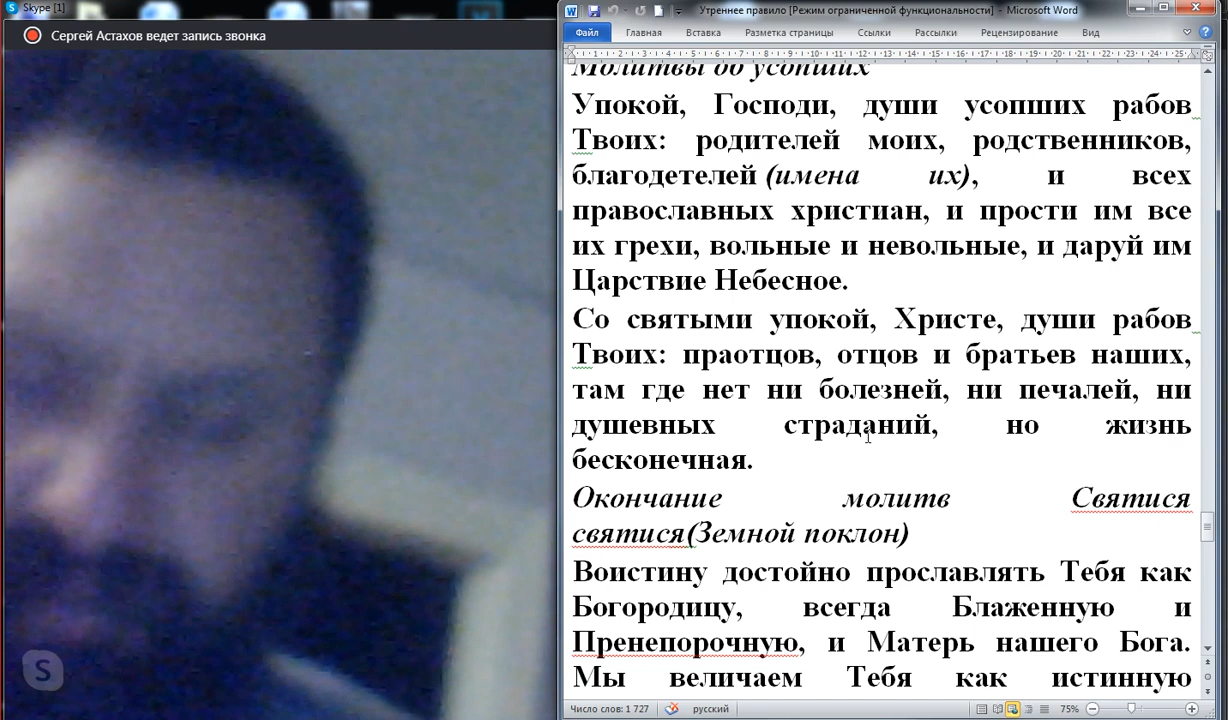 Skype [1]
Сергей Астахов ведет запись звонка
Утреннее правило [Режим ограниченной функциональности] - Microsoft Word
Файл Главная Вставка Разметка страницы Ссылки Рассылки Рецензирование Вид
Молитвы об усопших
Упокой, Господи, души усопших рабов
Твоих: родителей моих, родственников,
благодетелей (имена их), и всех
православных христиан, и прости им все
их грехи, вольные и невольные, и даруй им
Царствие Небесное.
Со святыми упокой, Христе, души рабов
Твоих: праотцов, отцов и братьев наших,
там где нет ни болезней, ни печалей, ни
душевных страданий, но жизнь
бесконечная.
Окончание молитв Святися
святися(Земной поклон)
Воистину достойно прославлять Тебя как
Богородицу, всегда Блаженную и
Пренепорочную, и Матерь нашего Бога.
Мы величаем Тебя как истинную
Число слов: 1 727 русский 75%